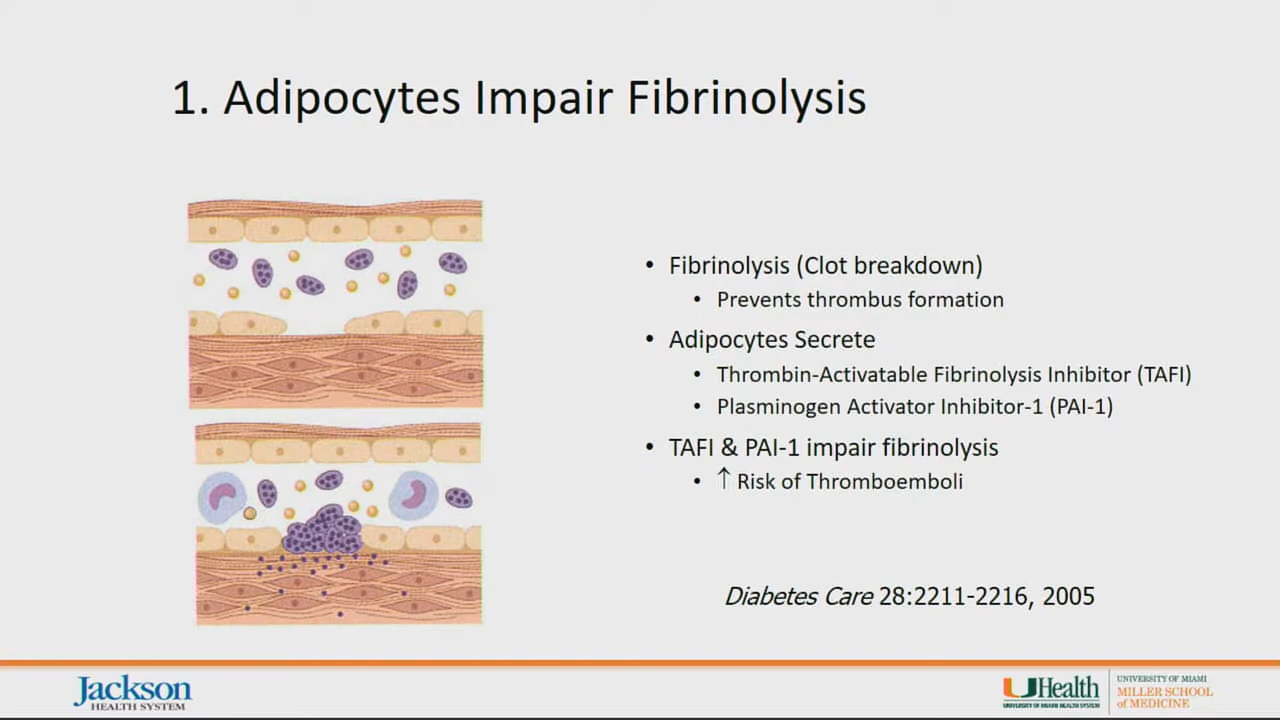 1. Adipocytes Impair Fibrinolysis
• Fibrinolysis (Clot breakdown)
• Prevents thrombus formation
• Adipocytes Secrete
• Thrombin-Activatable Fibrinolysis Inhibitor (TAFI)
• Plasminogen Activator Inhibitor-1 (PAI-1)
• TAFI & PAI-1 impair fibrinolysis
• ↑ Risk of Thromboemboli
Diabetes Care 28:2211-2216, 2005
Jackson
HEALTH SYSTEM
UHealth
UNIVERSITY OF MIAMI HEALTH SYSTEM
UNIVERSITY OF MIAMI
MILLER SCHOOL
of MEDICINE